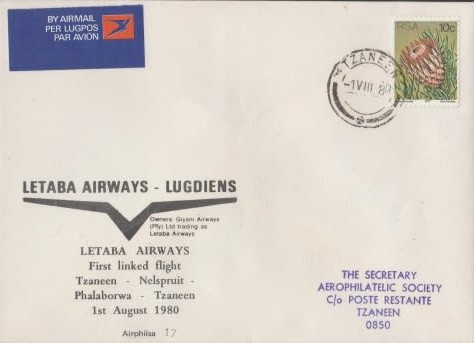 BY AIRMAIL
PER LUGPOS
PAR AVION
RSA 10c
TZANEEN
-1 VIII 80
LETABA AIRWAYS - LUGDIENS
Owners: Giyani Airways
(Pty) Ltd trading as
Letaba Airways
LETABA AIRWAYS
First linked flight
Tzaneen - Nelspruit -
Phalaborwa - Tzaneen
1st August 1980
Airphilsa 17
THE SECRETARY
AEROPHILATELIC SOCIETY
C/o POSTE RESTANTE
TZANEEN
0850